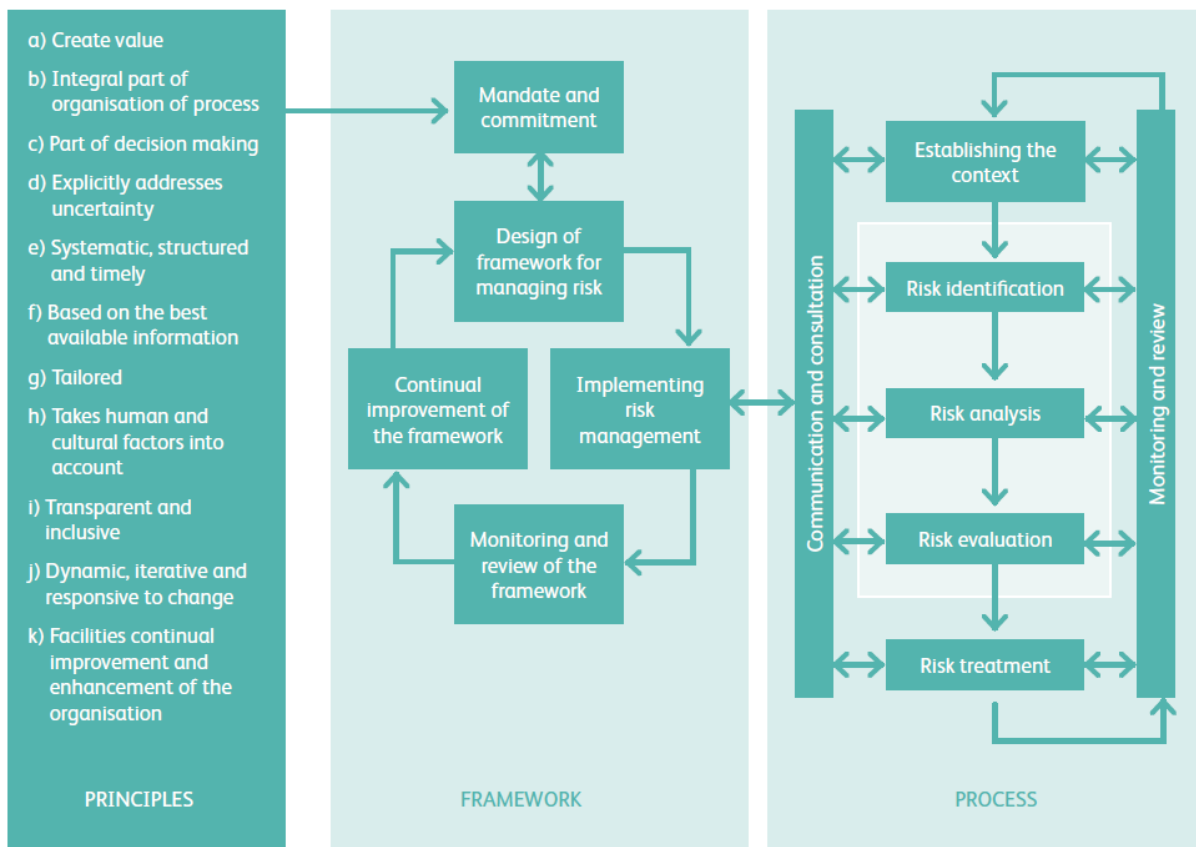 a) Create value
b) Integral part of
organisation of process
c) Part of decision making
d) Explicitly addresses
uncertainty
e) Systematic, structured
and timely
f) Based on the best
available information
g) Tailored
h) Takes human and
cultural factors into
account
i) Transparent and
inclusive
j) Dynamic, iterative and
responsive to change
k) Facilities continual
improvement and
enhancement of the
organisation
PRINCIPLES
Mandate and
commitment
Design of
framework for
managing risk
Continual
improvement of
the framework
Implementing
risk
management
Monitoring and
review of the
framework
FRAMEWORK
Communication and consultation
Establishing the
context
Risk identification
Risk analysis
Risk evaluation
Risk treatment
Monitoring and review
PROCESS